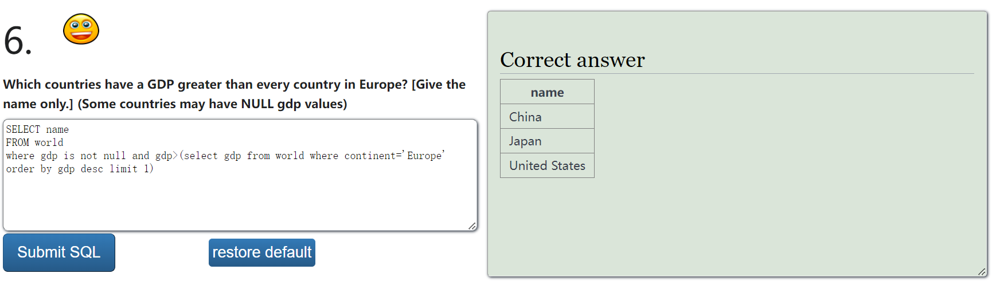 6.
Which countries have a GDP greater than every country in Europe? [Give the
name only.] (Some countries may have NULL gdp values)
SELECT name
FROM world
where gdp is not null and gdp>(select gdp from world where continent='Europe'
order by gdp desc limit 1)
Submit SQL
restore default
Correct answer
name
China
Japan
United States